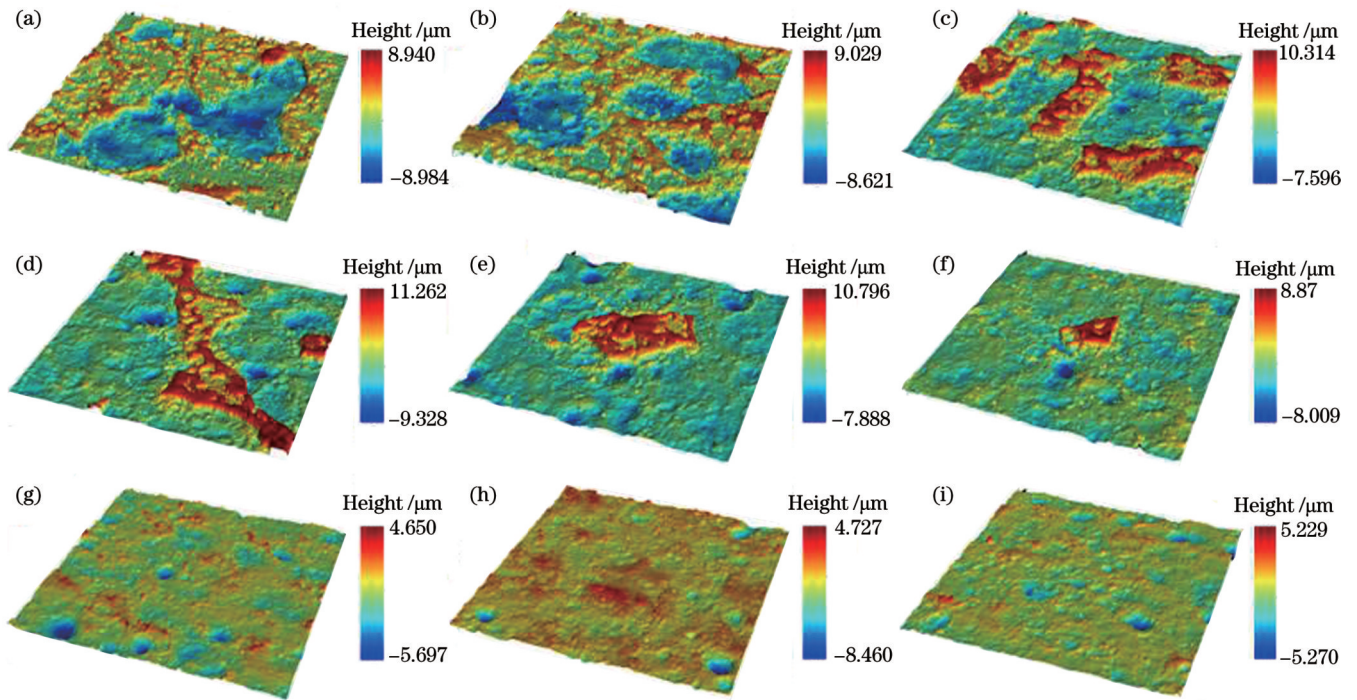 (a)
Height /μm
8.940
−8.984
(b)
Height /μm
9.029
−8.621
(c)
Height /μm
10.314
−7.596
(d)
Height /μm
11.262
−9.328
(e)
Height /μm
10.796
−7.888
(f)
Height /μm
8.87
−8.009
(g)
Height /μm
4.650
−5.697
(h)
Height /μm
4.727
−8.460
(i)
Height /μm
5.229
−5.270